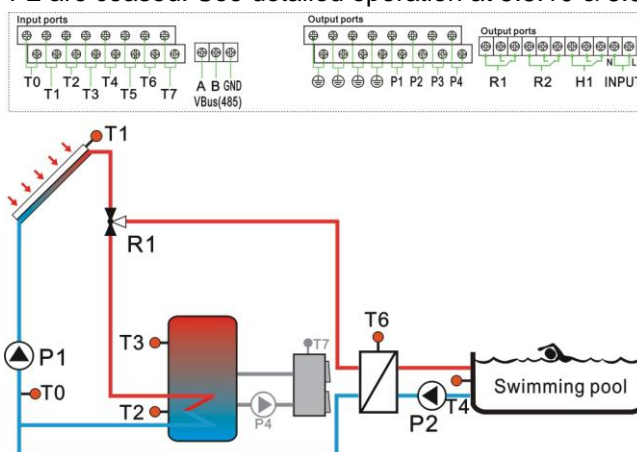 Input ports
T0 T2 T4 T6
T1 T3 T5 T7
A B GND
VBus(485)
Output ports
P1 P2 P3 P4
Output ports
R1 R2 H1 INPUT
N L
T1
R1
T3
T7
T6
P1
T0
T2
P4
P2
T4
Swimming pool